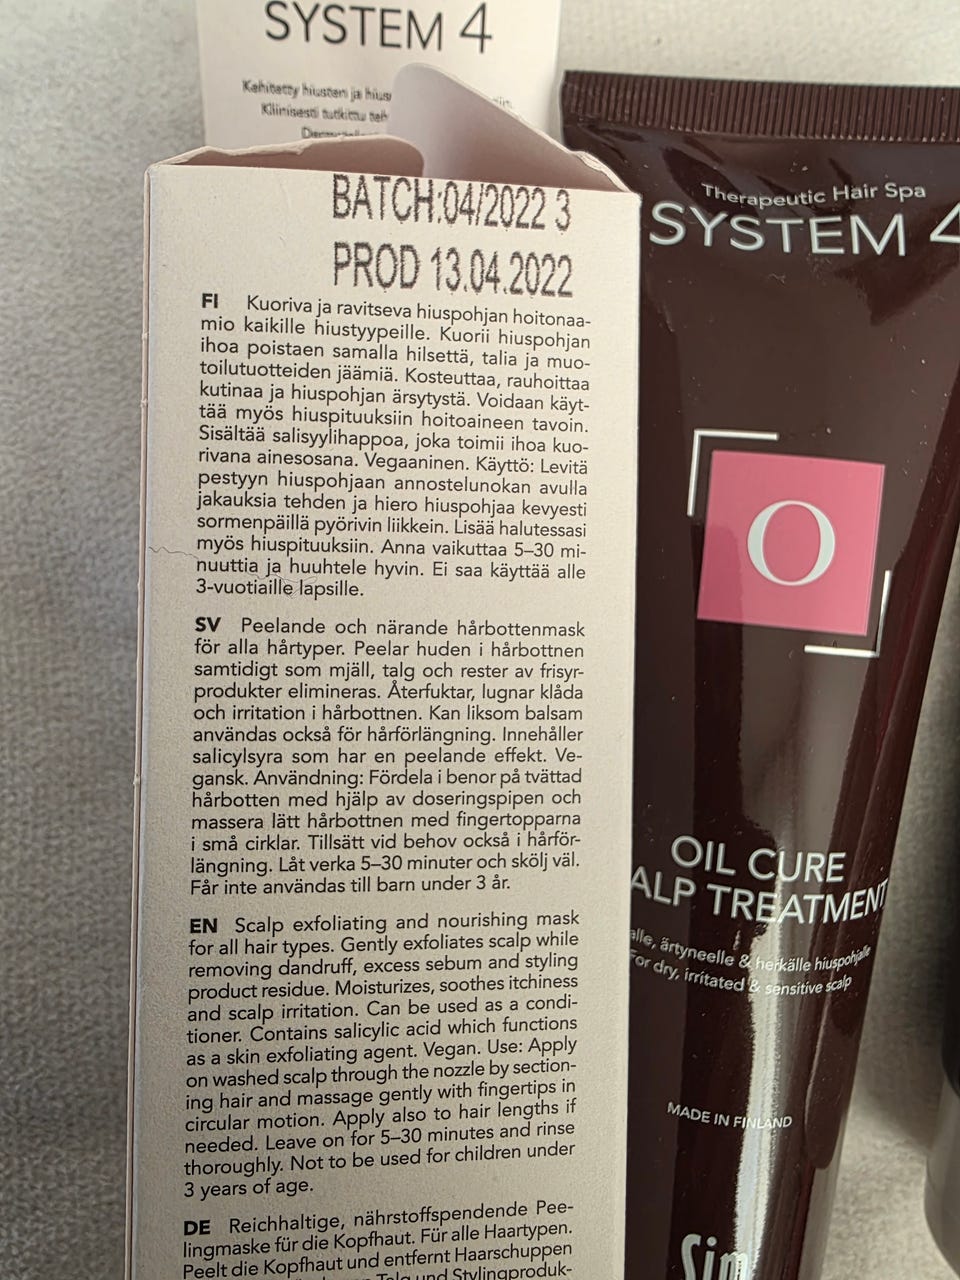 SYSTEM 4
Kehitetty hiusten ja hius
Kliinisesti tutkittu teh
BATCH:04/2022 3
PROD 13.04.2022
FI Kuoriva ja ravitseva hiuspohjan hoitonaa-
mio kaikille hiustyypeille. Kuorii hiuspohjan
ihoa poistaen samalla hilsettä, talia ja muo-
toilutuotteiden jäämiä. Kosteuttaa, rauhoittaa
kutinaa ja hiuspohjan ärsytystä. Voidaan käyt-
tää myös hiuspituuksiin hoitoaineen tavoin.
Sisältää salisyylihappoa, joka toimii ihoa kuo-
rivana ainesosana. Vegaaninen. Käyttö: Levitä
pestyyn hiuspohjaan annostelunokan avulla
jakauksia tehden ja hiero hiuspohjaa kevyesti
sormenpäillä pyörivin liikkein. Lisää halutessasi
myös hiuspituuksiin. Anna vaikuttaa 5–30 mi-
nuuttia ja huuhtele hyvin. Ei saa käyttää alle
3-vuotiaille lapsille.
SV Peelande och närande hårbottenmask
för alla hårtyper. Peelar huden i hårbottnen
samtidigt som mjäll, talg och rester av frisyr-
produkter elimineras. Återfuktar, lugnar klåda
och irritation i hårbottnen. Kan liksom balsam
användas också för hårförlängning. Innehåller
salicylsyra som har en peelande effekt. Ve-
gansk. Användning: Fördela i benor på tvättad
hårbotten med hjälp av doseringspipen och
massera lätt hårbottnen med fingertopparna
i små cirklar. Tillsätt vid behov också i hårför-
längning. Låt verka 5–30 minuter och skölj väl.
Får inte användas till barn under 3 år.
EN Scalp exfoliating and nourishing mask
for all hair types. Gently exfoliates scalp while
removing dandruff, excess sebum and styling
product residue. Moisturizes, soothes itchiness
and scalp irritation. Can be used as a condi-
tioner. Contains salicylic acid which functions
as a skin exfoliating agent. Vegan. Use: Apply
on washed scalp through the nozzle by section-
ing hair and massage gently with fingertips in
circular motion. Apply also to hair lengths if
needed. Leave on for 5–30 minutes and rinse
thoroughly. Not to be used for children under
3 years of age.
DE Reichhaltige, nährstoffspendende Pee-
lingmaske für die Kopfhaut. Für alle Haartypen.
Peelt die Kopfhaut und entfernt Haarschuppen
Talg und Stylingproduk-
Therapeutic Hair Spa
SYSTEM 4
O
OIL CURE
ALP TREATMENT
alle, ärtyneelle & herkälle hiuspohjalle
For dry, irritated & sensitive scalp
MADE IN FINLAND
Sim